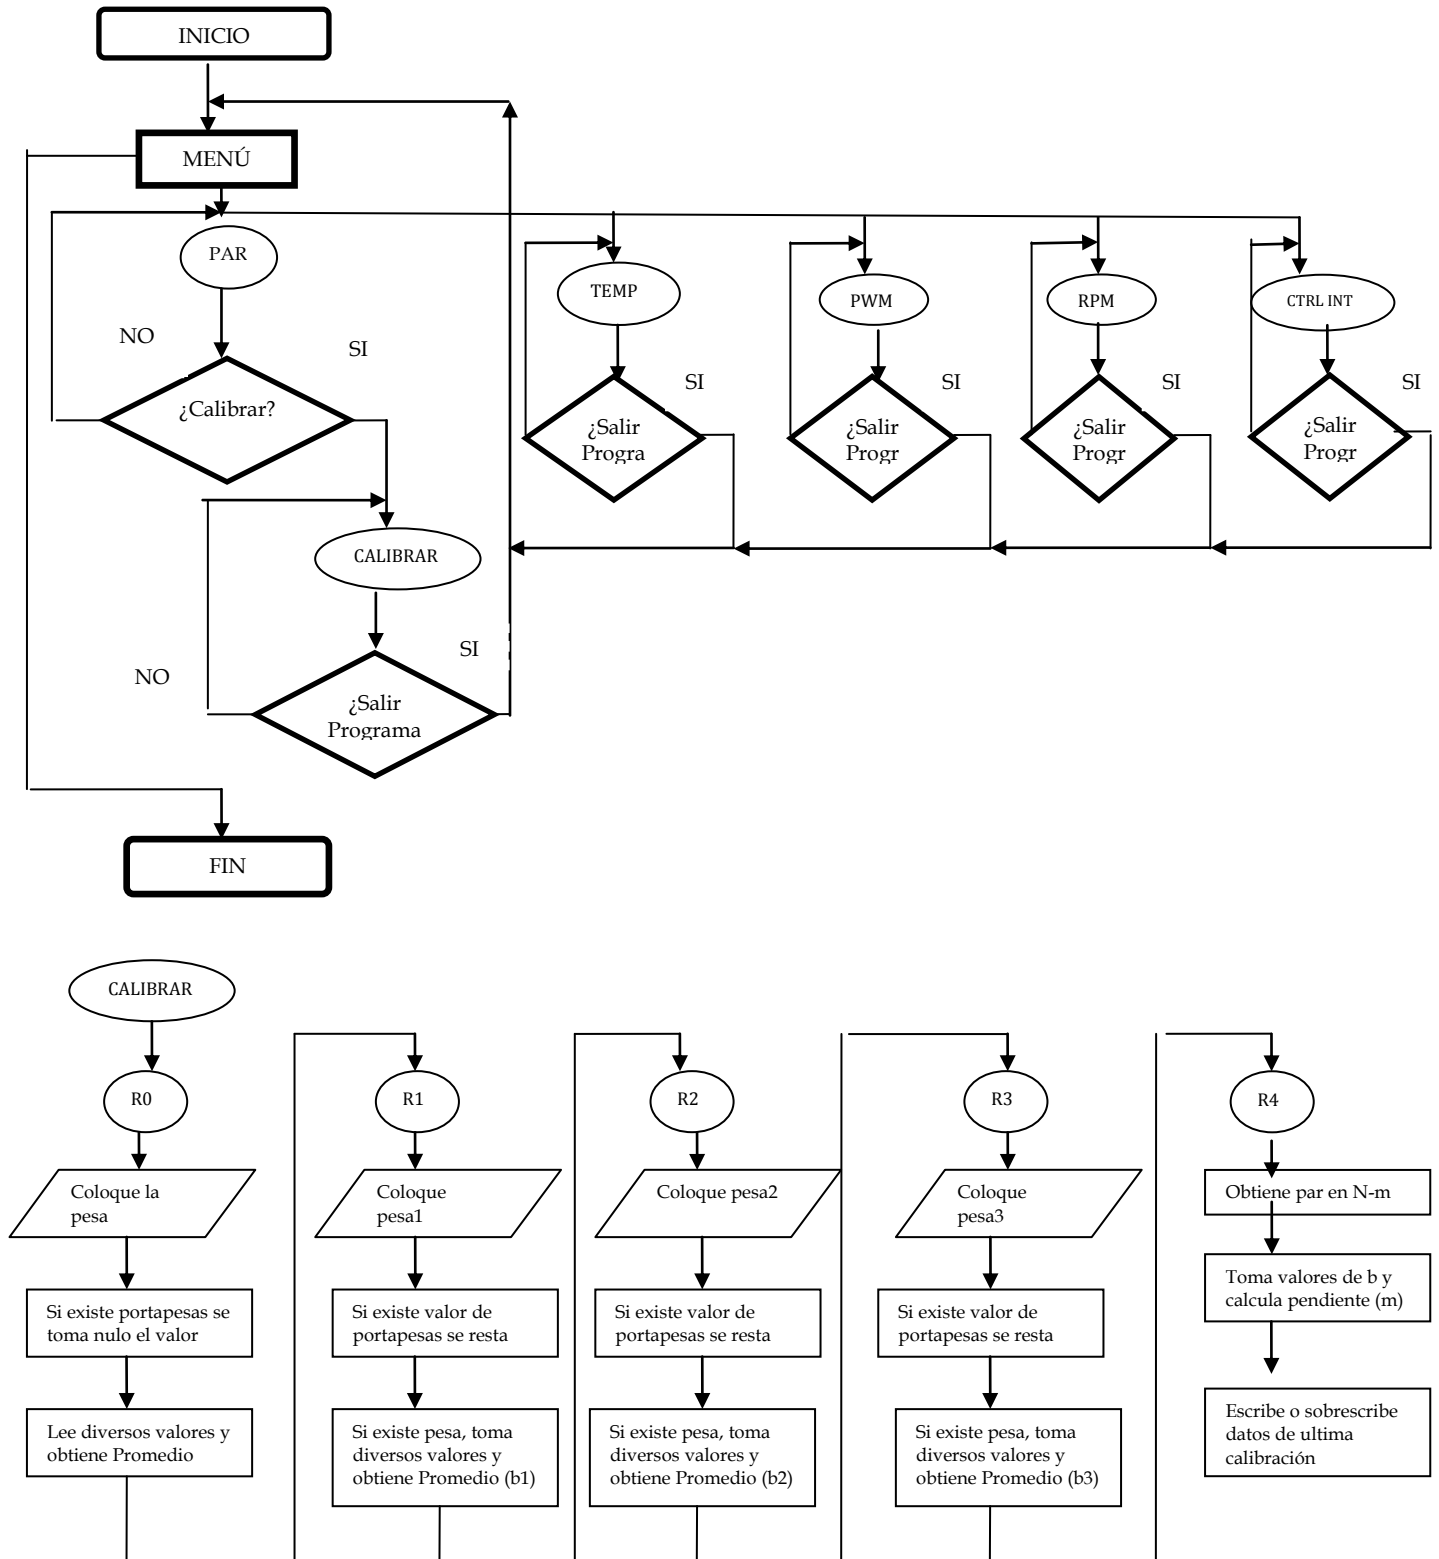 INICIO
MENÚ
PAR
TEMP
PWM
RPM
CTRL INT
NO
SI
SI
SI
SI
SI
¿Calibrar?
¿Salir
Progra
¿Salir
Progr
¿Salir
Progr
¿Salir
Progr
CALIBRAR
SI
NO
¿Salir
Programa
FIN
CALIBRAR
R0
R1
R2
R3
R4
Coloque la
pesa
Coloque
pesa1
Coloque pesa2
Coloque
pesa3
Obtiene par en N-m
Si existe portapesas se
toma nulo el valor
Si existe valor de
portapesas se resta
Si existe valor de
portapesas se resta
Si existe valor de
portapesas se resta
Toma valores de b y
calcula pendiente (m)
Lee diversos valores y
obtiene Promedio
Si existe pesa, toma
diversos valores y
obtiene Promedio (b1)
Si existe pesa, toma
diversos valores y
obtiene Promedio (b2)
Si existe pesa, toma
diversos valores y
obtiene Promedio (b3)
Escribe o sobrescribe
datos de ultima
calibración